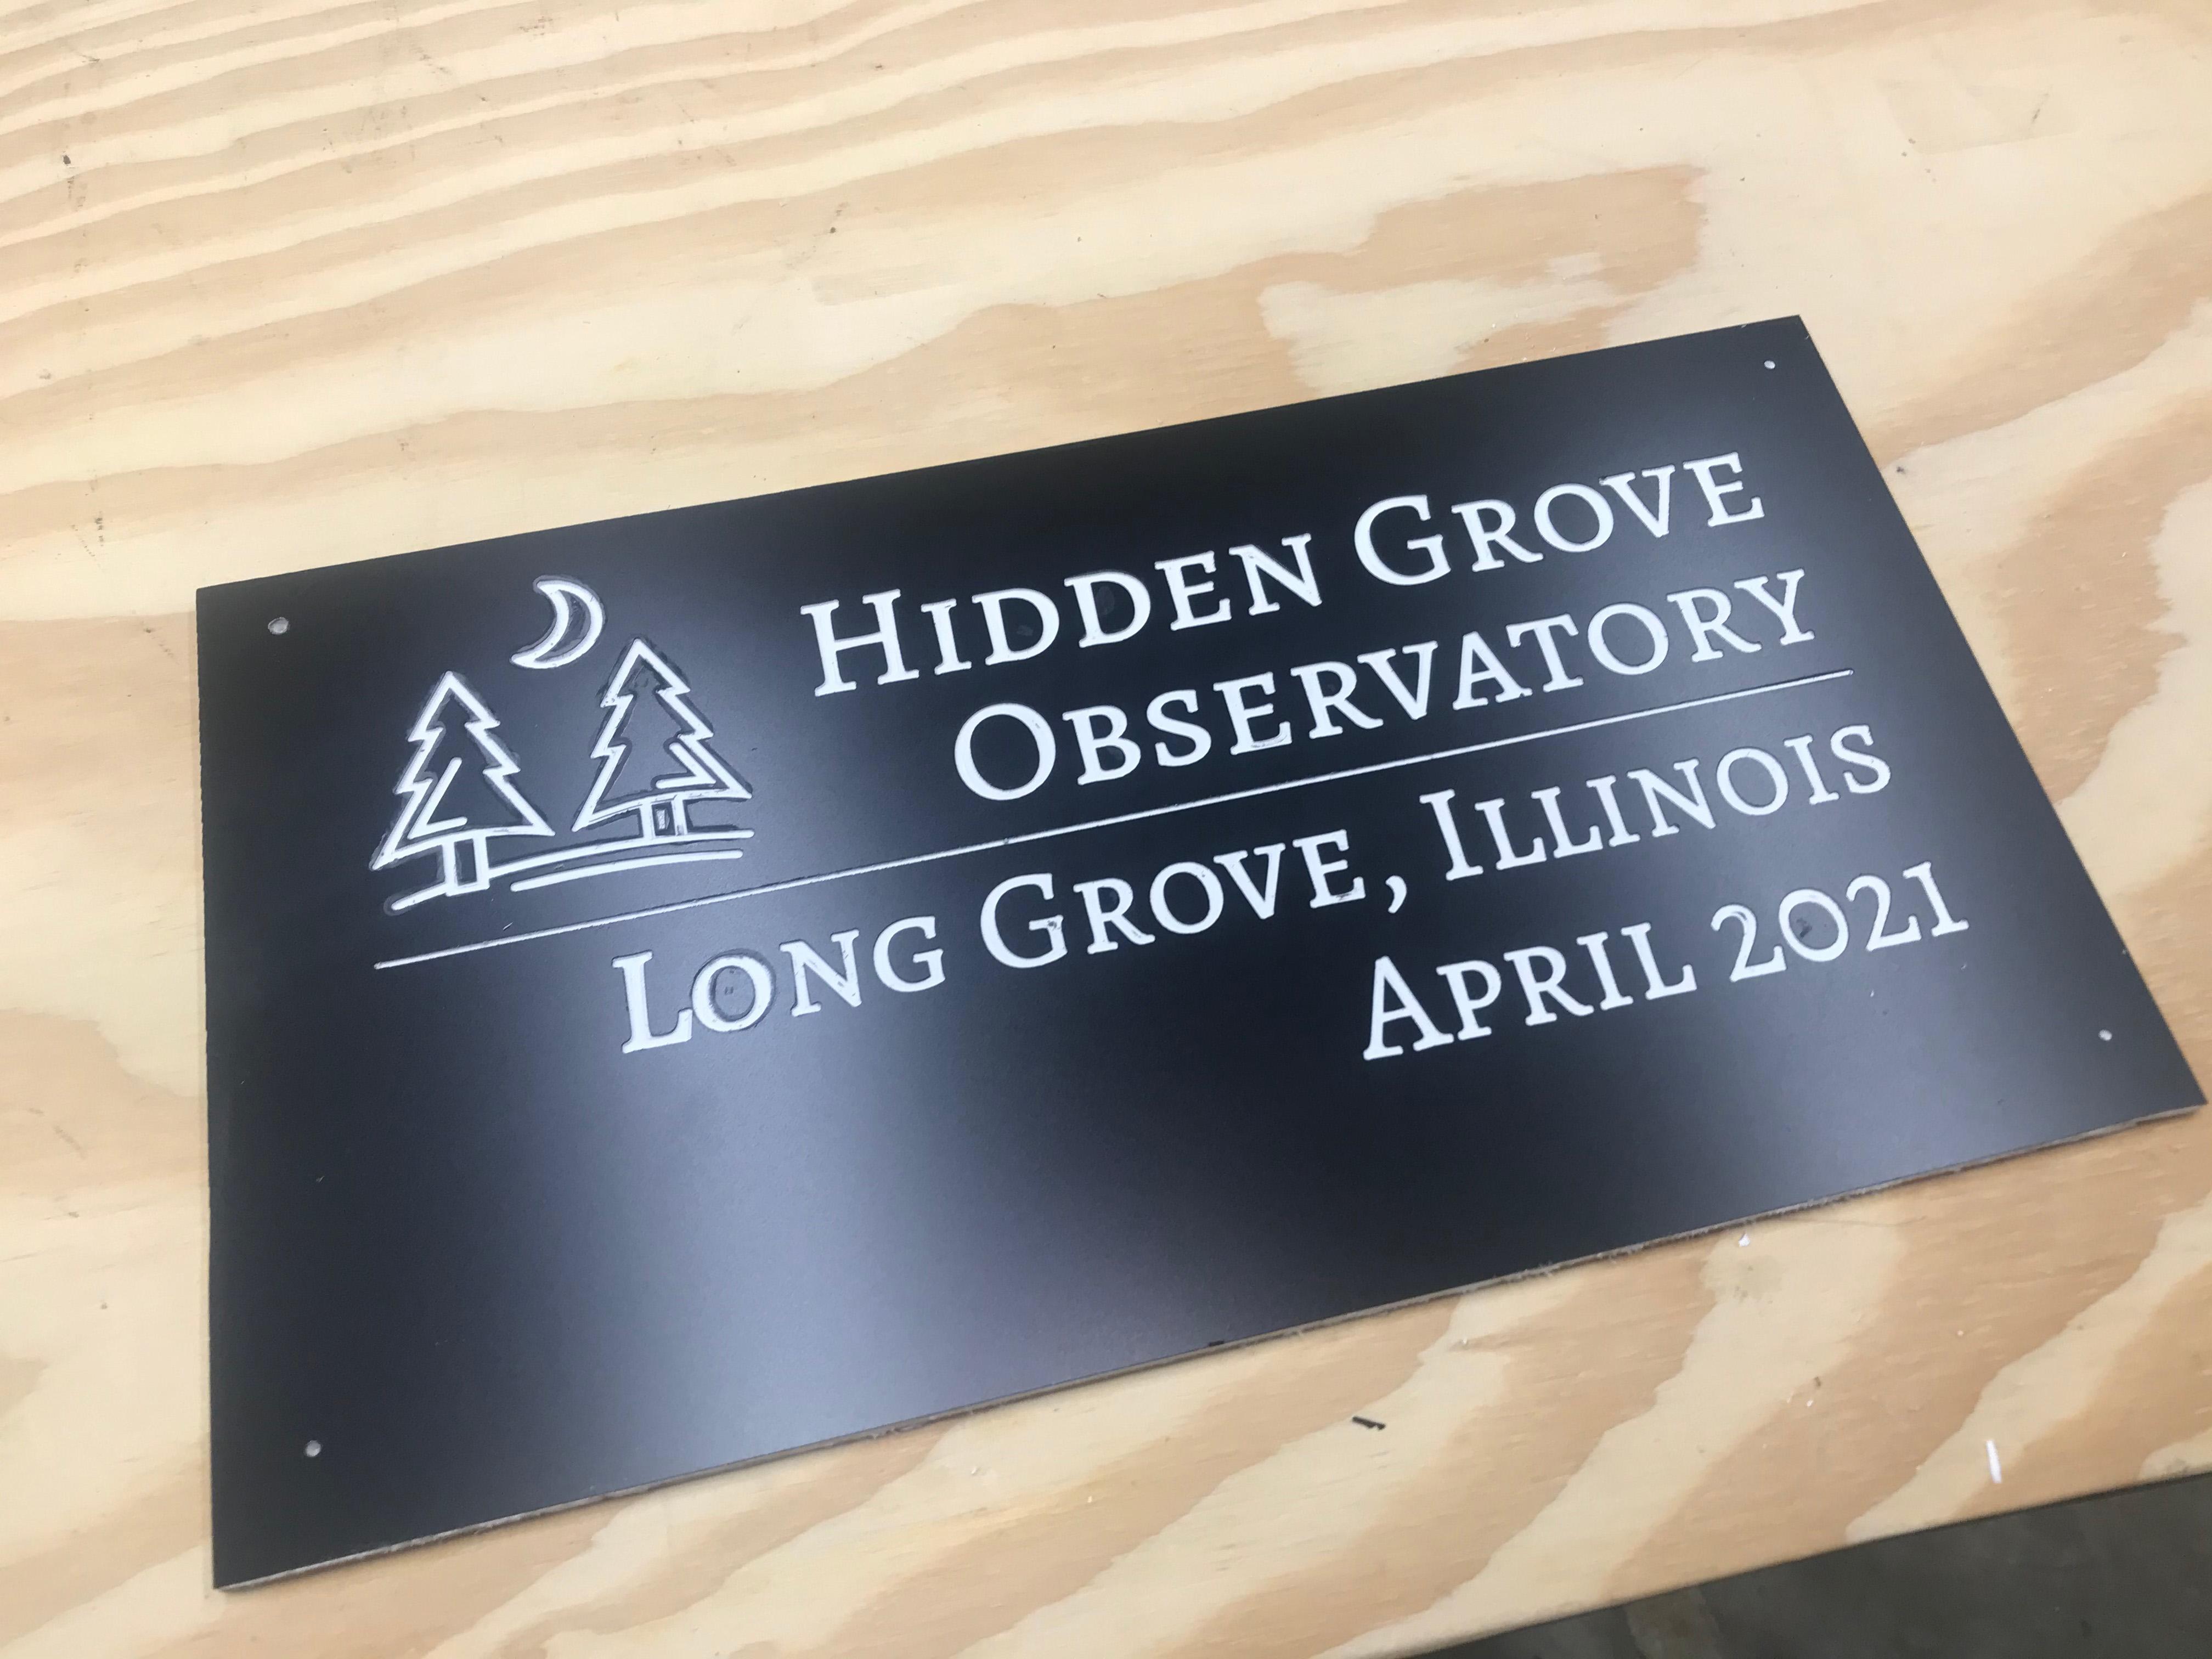 Hidden Grove
Observatory
Long Grove, Illinois
April 2021